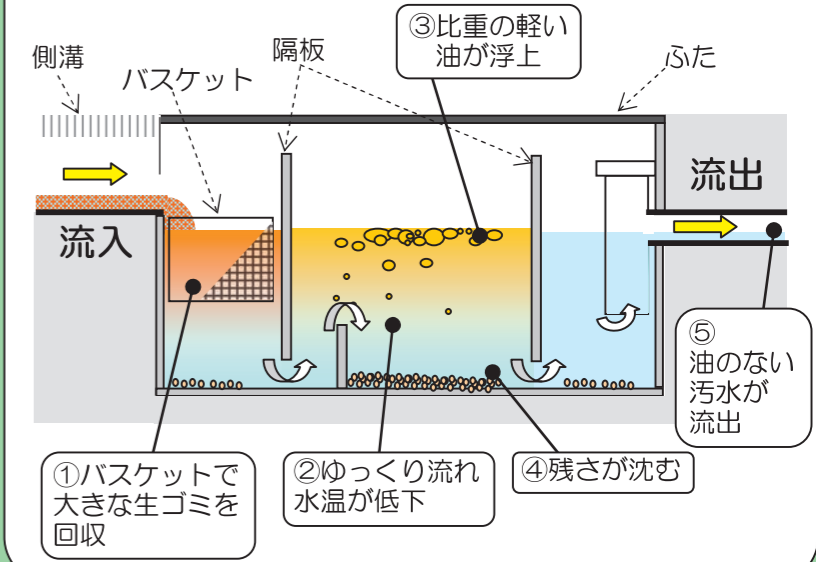 ③比重の軽い
油が浮上
側溝
バスケット
隔板
ふた
流入
流出
①バスケットで
大きな生ゴミを
回収
②ゆっくり流れ
水温が低下
④残さが沈む
⑤
油のない
汚水が
流出